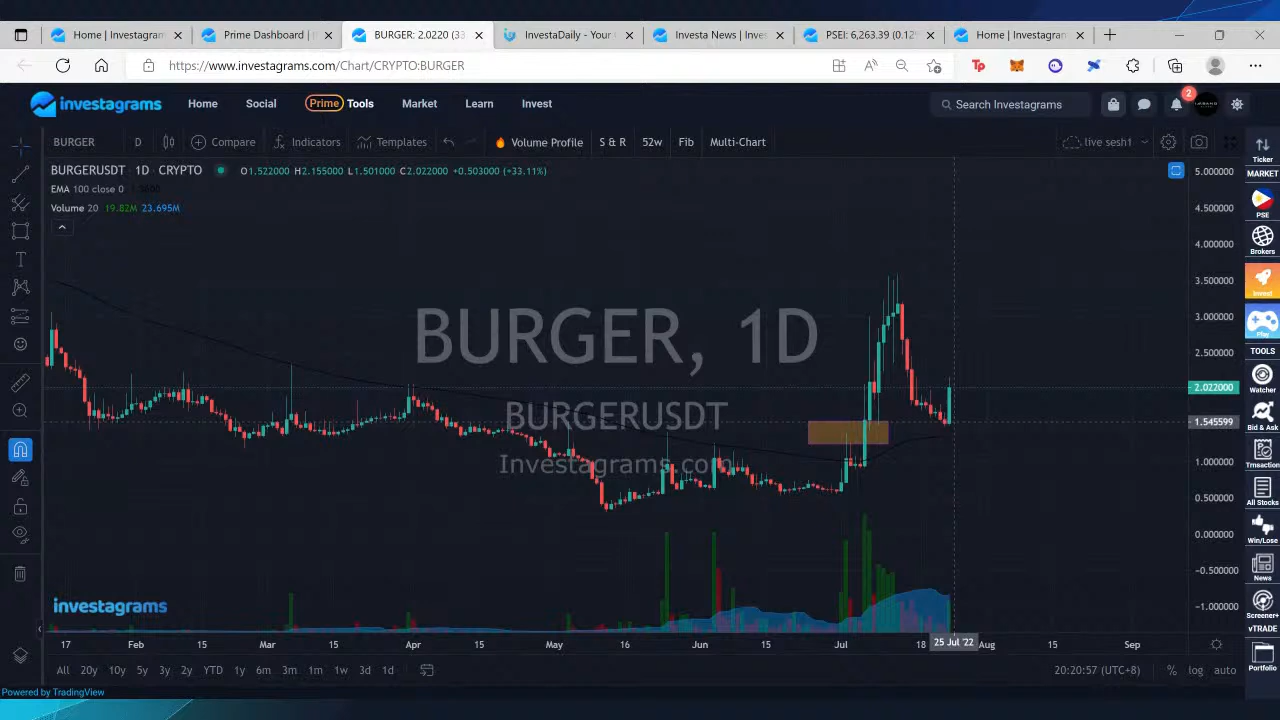 Home | Investagram
Prime Dashboard |
BURGER: 2.0220 (33
InvestaDaily - Your
Investa News | Inves
PSEI: 6,263.39 (0.12%
Home | Investagran
https://www.investagrams.com/Chart/CRYPTO:BURGER
investagrams
Home
Social
Prime Tools
Market
Learn
Invest
Search Investagrams
2
BURGER
D
Compare
Indicators
Templates
Volume Profile
S & R
52w
Fib
Multi-Chart
live sesh1
BURGERUSDT 1D CRYPTO
O1.522000 H2.155000 L1.501000 C2.022000 +0.503000 (+33.11%)
EMA 100 close 0
Volume 20 19.82M 23.695M
BURGER, 1D
BURGERUSDT
Investagrams.com
5.000000
4.500000
4.000000
3.500000
3.000000
2.500000
2.022000
1.545599
1.000000
0.500000
0.000000
−0.500000
−1.000000
Ticker
MARKET
PSE
Brokers
Invest
Play
TOOLS
Watcher
Bid & Ask
Trnsaction
All Stocks
Win/Lose
News
Screener+
vTRADE
Portfolio
investagrams
17
Feb
15
Mar
15
Apr
15
May
16
Jun
15
Jul
18
25 Jul '22
Aug
15
Sep
All 20y 10y 5y 3y 2y YTD 1y 6m 3m 1m 1w 3d 1d
20:20:57 (UTC+8)
% log auto
Powered by TradingView